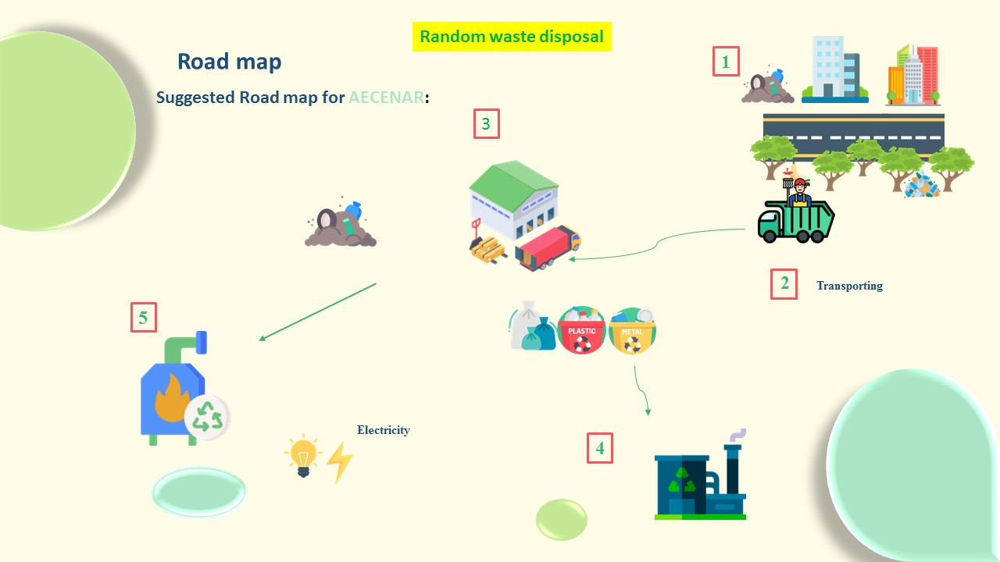 Random waste disposal
Road map
Suggested Road map for AECENAR:
1
3
2
Transporting
5
PLASTIC
METAL
Electricity
4